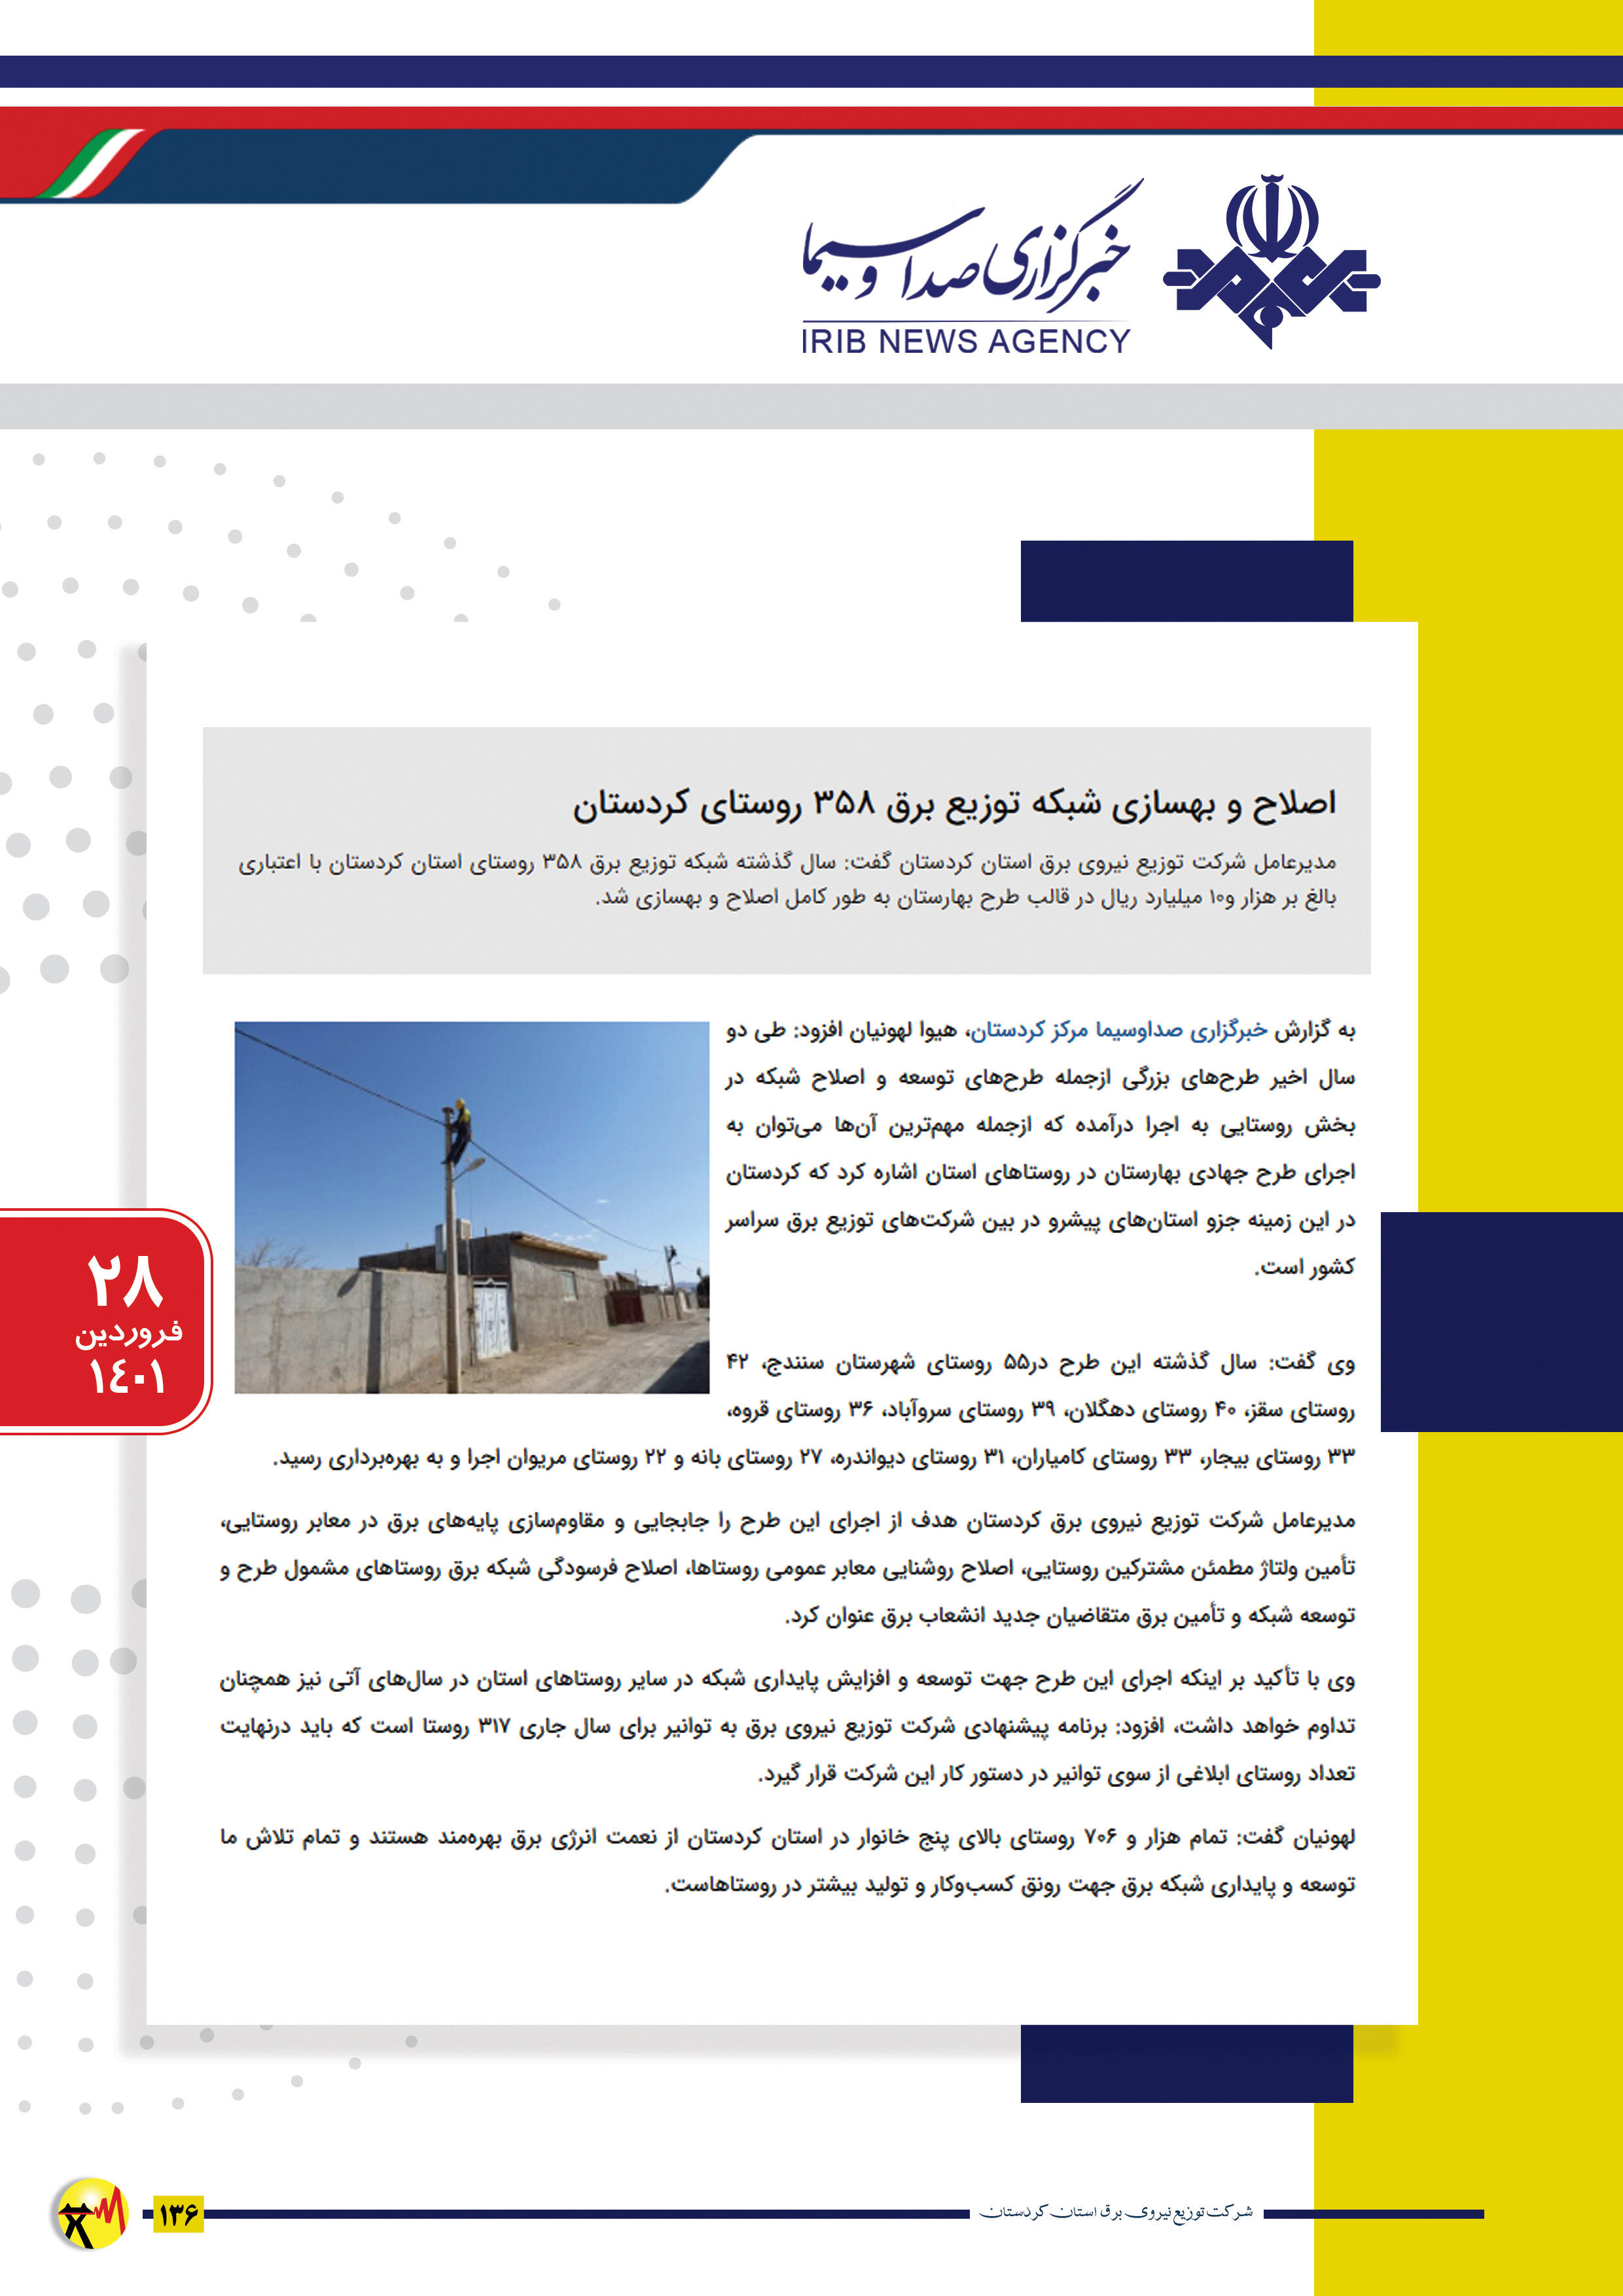 خبرگزاری صدا و سیما
IRIB NEWS AGENCY
اصلاح و بهسازی شبکه توزیع برق ۳۵۸ روستای کردستان
مدیرعامل شرکت توزیع نیروی برق استان کردستان گفت: سال گذشته شبکه توزیع برق ۳۵۸ روستای استان کردستان با اعتباری
بالغ بر هزار و۱۰ میلیارد ریال در قالب طرح بهارستان به طور کامل اصلاح و بهسازی شد.
به گزارش خبرگزاری صداوسیما مرکز کردستان، هیوا لهونیان افزود: طی دو
سال اخیر طرح‌های بزرگی ازجمله طرح‌های توسعه و اصلاح شبکه در
بخش روستایی به اجرا درآمده که ازجمله مهم‌ترین آن‌ها می‌توان به
اجرای طرح جهادی بهارستان در روستاهای استان اشاره کرد که کردستان
در این زمینه جزو استان‌های پیشرو در بین شرکت‌های توزیع برق سراسر
کشور است.
وی گفت: سال گذشته این طرح در۵۵ روستای شهرستان سنندج، ۴۲
روستای سقز، ۴۰ روستای دهگلان، ۳۹ روستای سروآباد، ۳۶ روستای قروه،
۳۳ روستای بیجار، ۳۳ روستای کامیاران، ۳۱ روستای دیواندره، ۲۷ روستای بانه و ۲۲ روستای مریوان اجرا و به بهره‌برداری رسید.
مدیرعامل شرکت توزیع نیروی برق کردستان هدف از اجرای این طرح را جابجایی و مقاوم‌سازی پایه‌های برق در معابر روستایی،
تأمین ولتاژ مطمئن مشترکین روستایی، اصلاح روشنایی معابر عمومی روستاها، اصلاح فرسودگی شبکه برق روستاهای مشمول طرح و
توسعه شبکه و تأمین برق متقاضیان جدید انشعاب برق عنوان کرد.
وی با تأکید بر اینکه اجرای این طرح جهت توسعه و افزایش پایداری شبکه در سایر روستاهای استان در سال‌های آتی نیز همچنان
تداوم خواهد داشت، افزود: برنامه پیشنهادی شرکت توزیع نیروی برق به توانیر برای سال جاری ۳۱۷ روستا است که باید درنهایت
تعداد روستای ابلاغی از سوی توانیر در دستور کار این شرکت قرار گیرد.
لهونیان گفت: تمام هزار و ۷۰۶ روستای بالای پنج خانوار در استان کردستان از نعمت انرژی برق بهره‌مند هستند و تمام تلاش ما
توسعه و پایداری شبکه برق جهت رونق کسب‌وکار و تولید بیشتر در روستاهاست.
۲۸
فروردین
۱٤۰۱
شرکت توزیع نیروی برق استان کردستان
۱۳۶